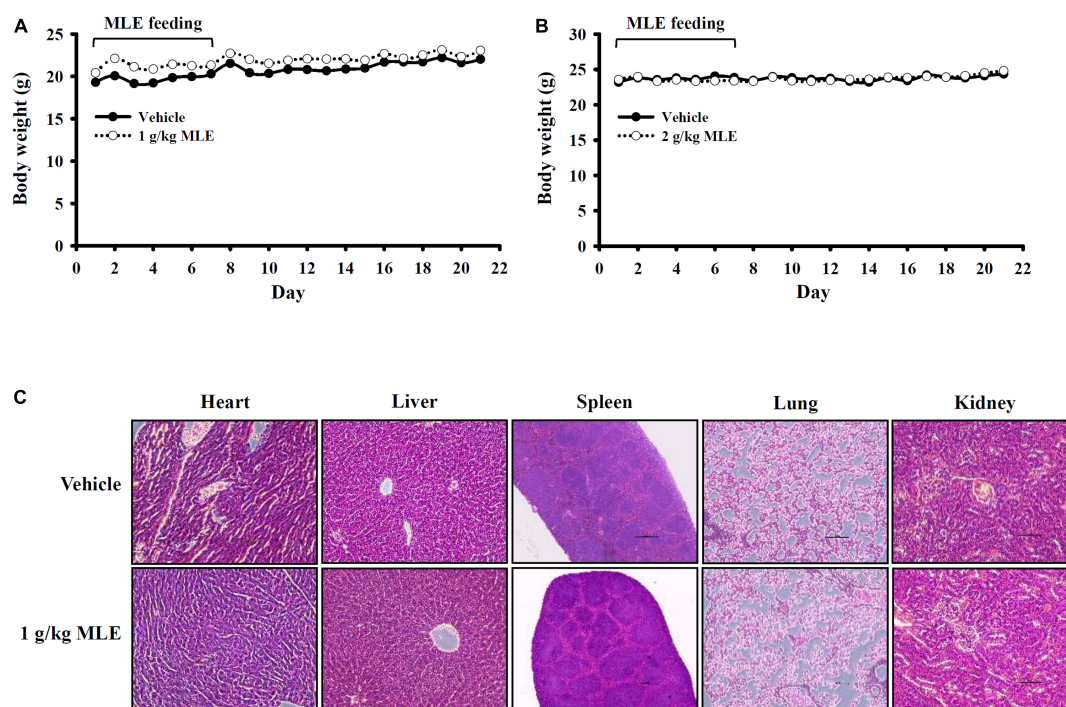 A
MLE feeding
Body weight (g)
25
20
15
10
5
0
Vehicle
1 g/kg MLE
0 2 4 6 8 10 12 14 16 18 20 22
Day
B
MLE feeding
Body weight (g)
30
25
20
15
10
5
0
Vehicle
2 g/kg MLE
0 2 4 6 8 10 12 14 16 18 20 22
Day
C
Heart Liver Spleen Lung Kidney
Vehicle
1 g/kg MLE